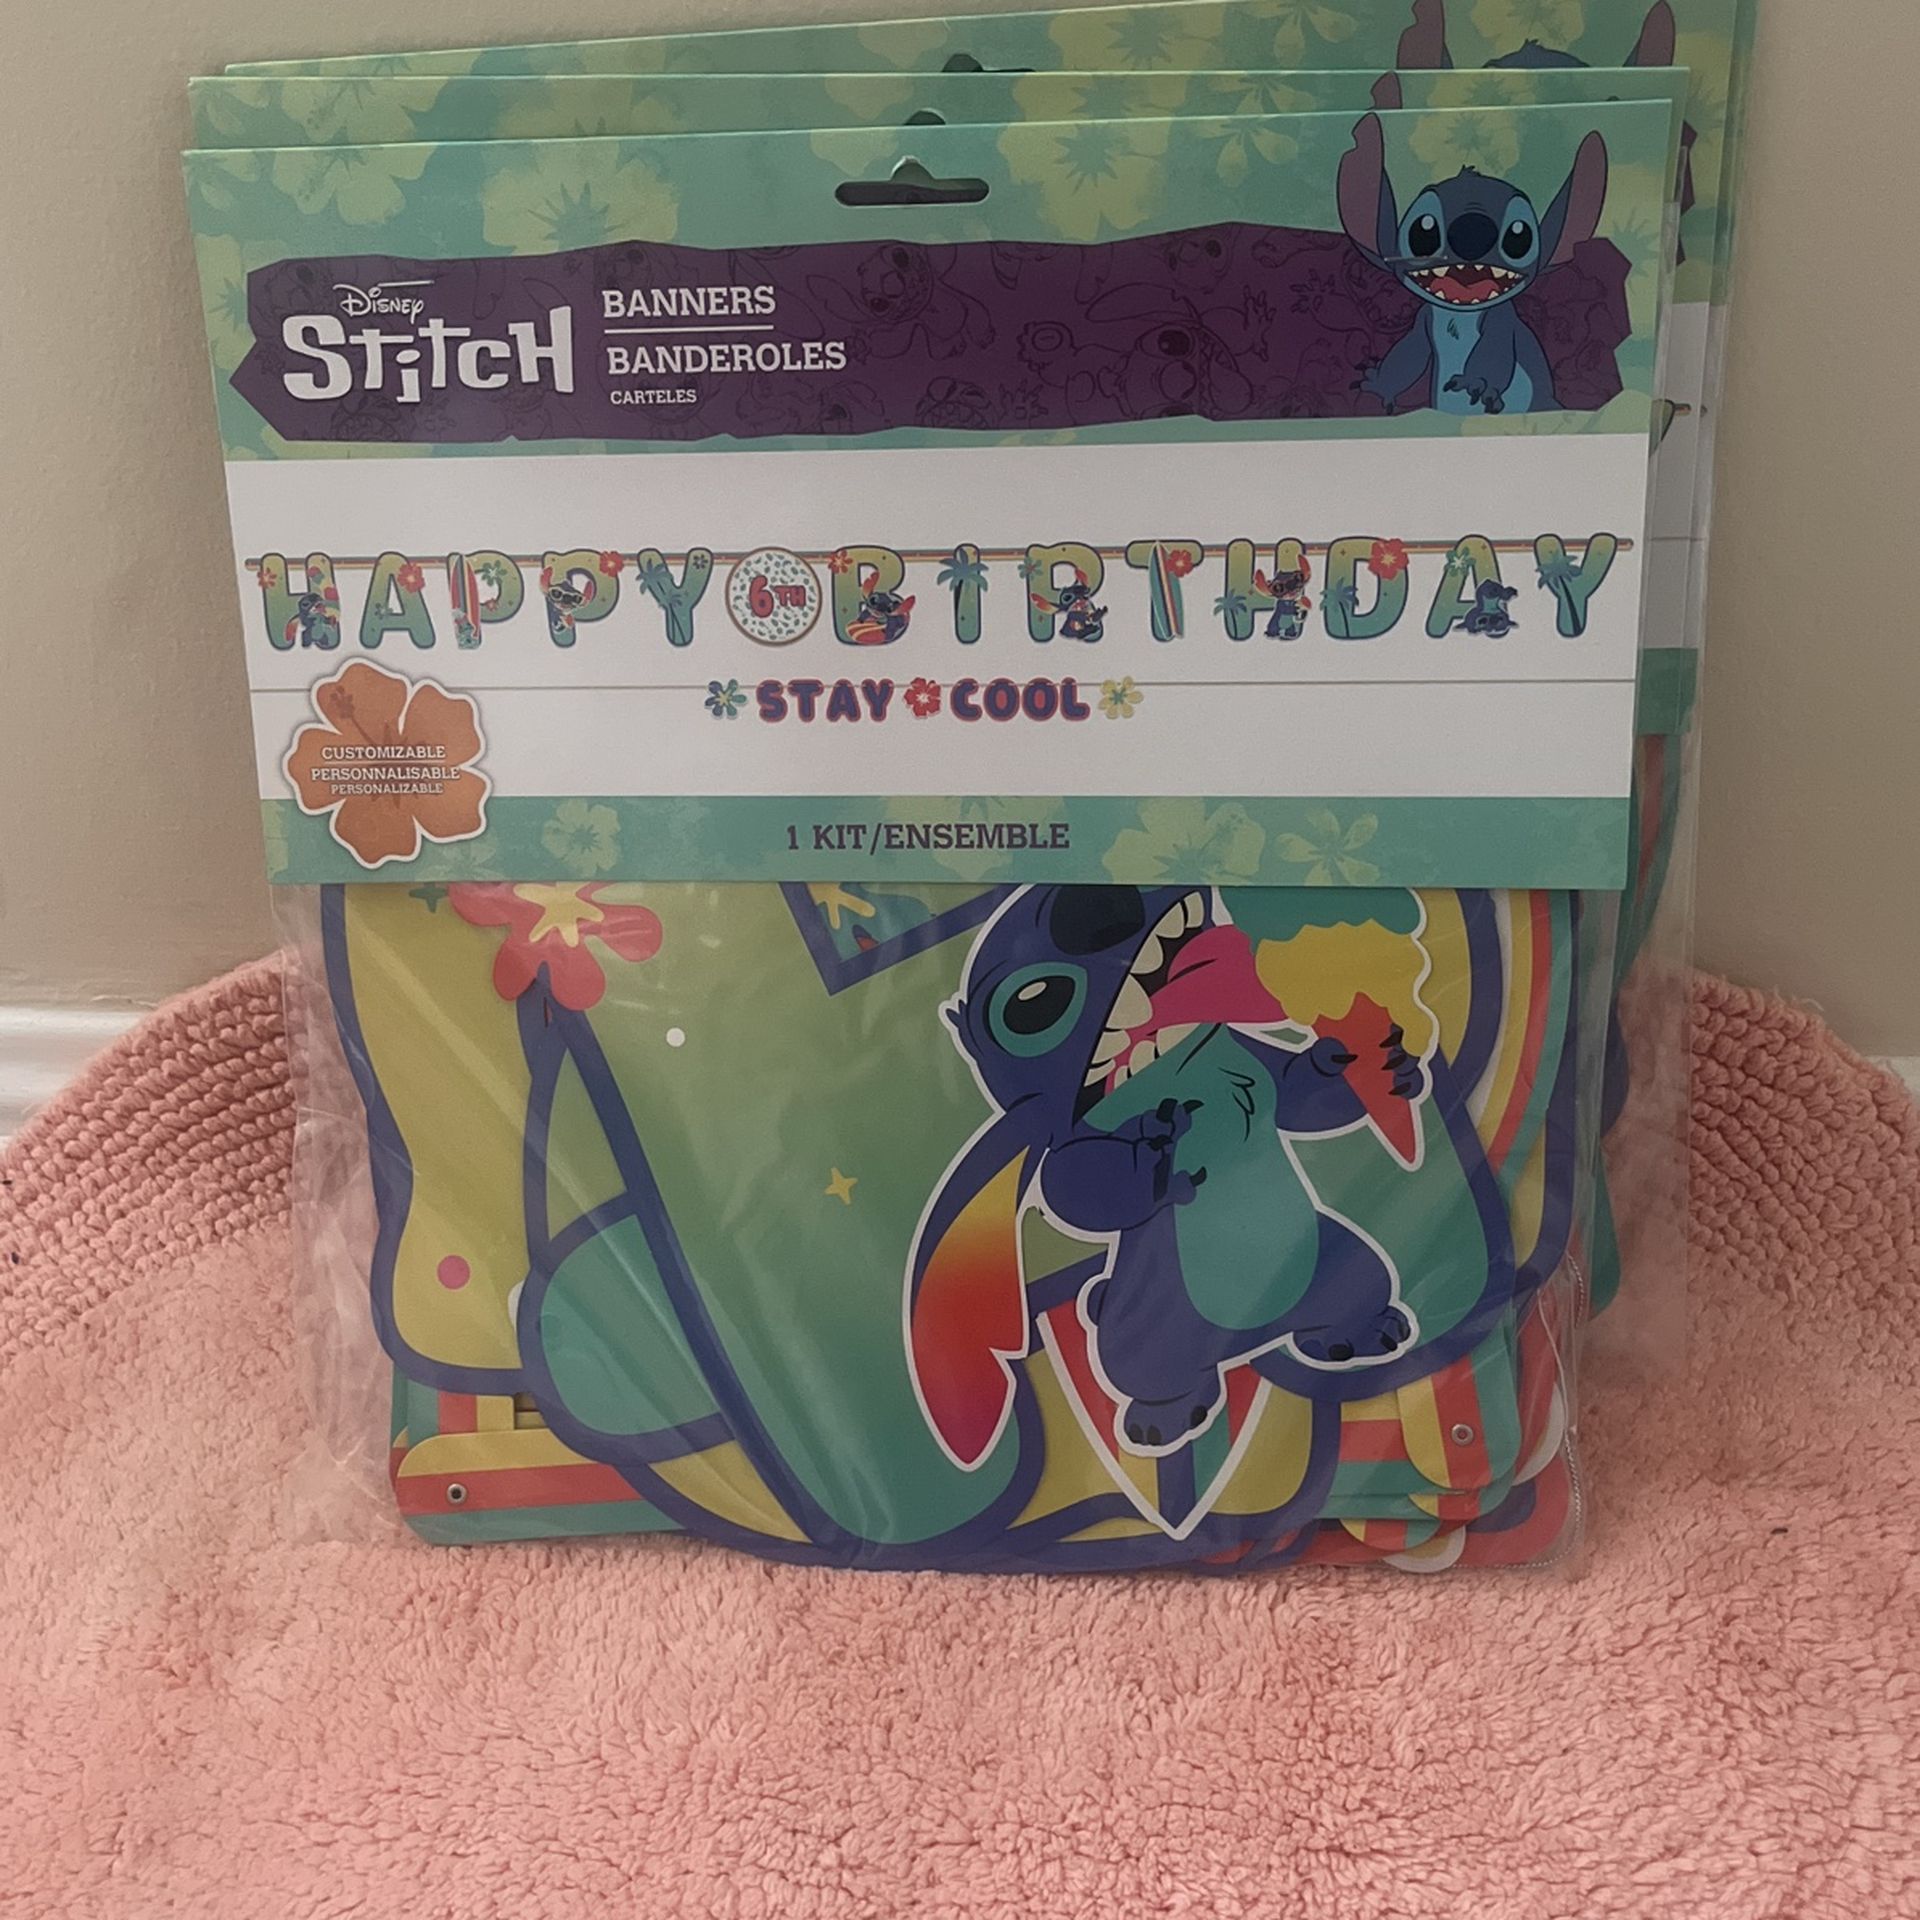 Disney
Stitch
BANNERS
BANDEROLES
CARTELES
HAPPY 6TH BIRTHDAY
STAY COOL
CUSTOMIZABLE
PERSONNALISABLE
PERSONALIZABLE
1 KIT/ENSEMBLE